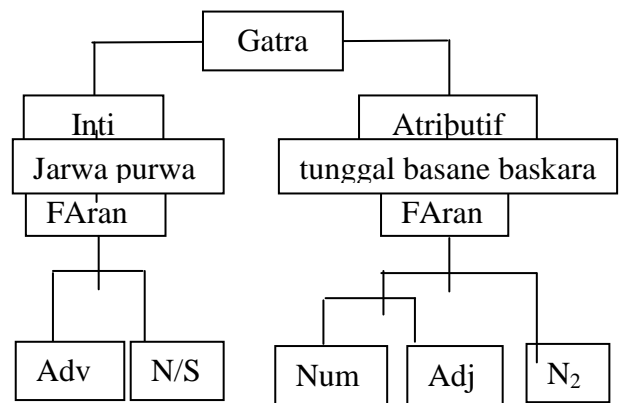 Gatra
Inti Atributif
Jarwa purwa tunggal basane baskara
FAran FAran
Adv N/S Num Adj N₂